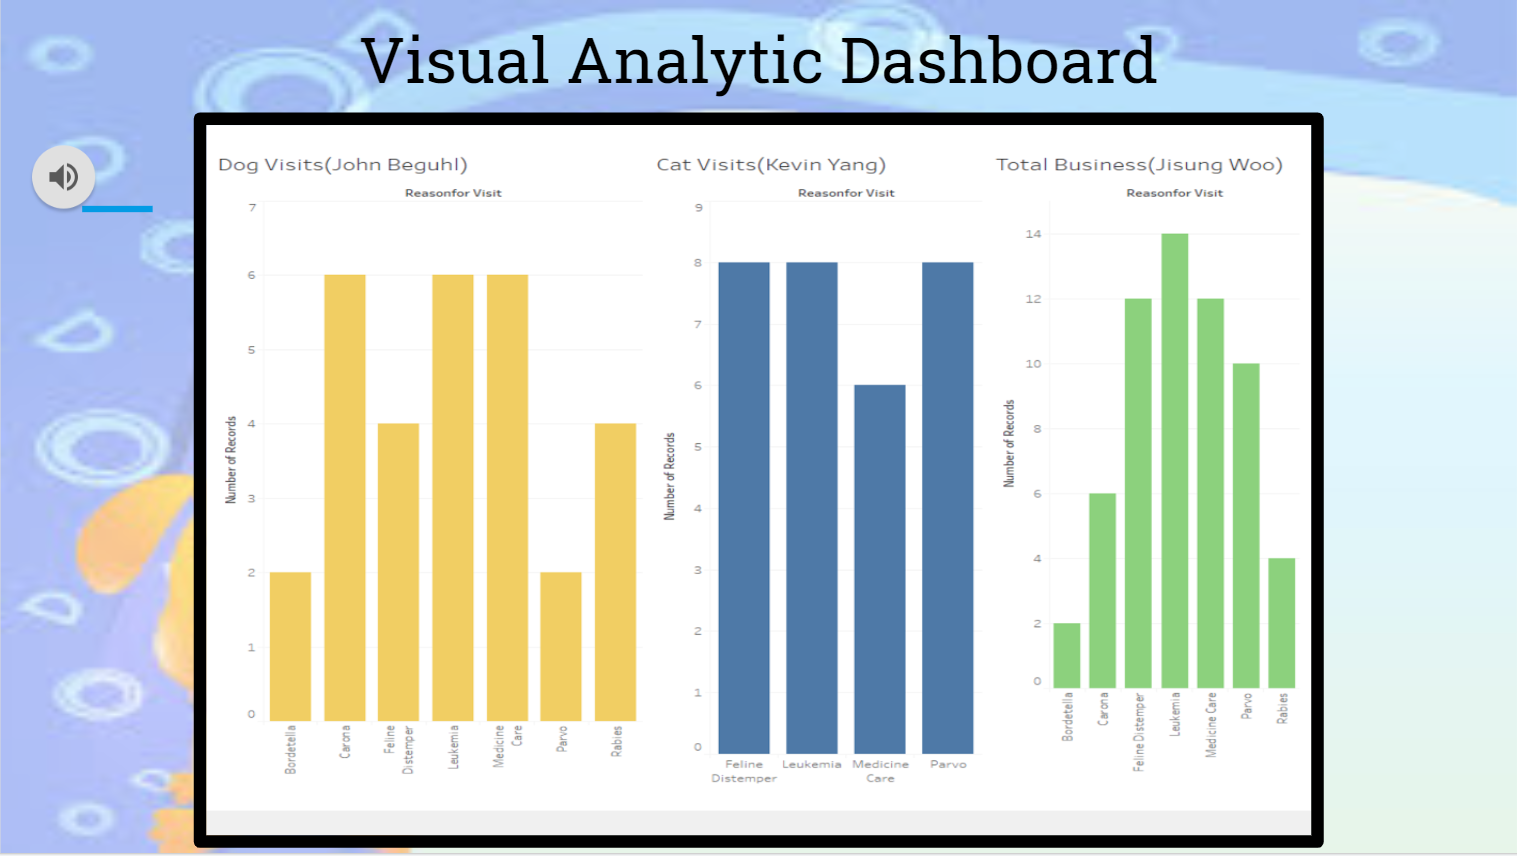 Visual Analytic Dashboard
Dog Visits(John Beguhl)
Reasonfor Visit
7
6
5
4
3
2
1
0
Number of Records
Bordetella
Carona
Feline
Distemper
Leukemia
Medicine
Care
Parvo
Rabies
Cat Visits(Kevin Yang)
Reasonfor Visit
9
8
7
6
5
4
3
2
1
0
Number of Records
Feline
Distemper
Leukemia
Medicine
Care
Parvo
Total Business(Jisung Woo)
Reasonfor Visit
14
12
10
8
6
4
2
0
Number of Records
Bordetella
Carona
Feline Distemper
Leukemia
Medicine Care
Parvo
Rabies